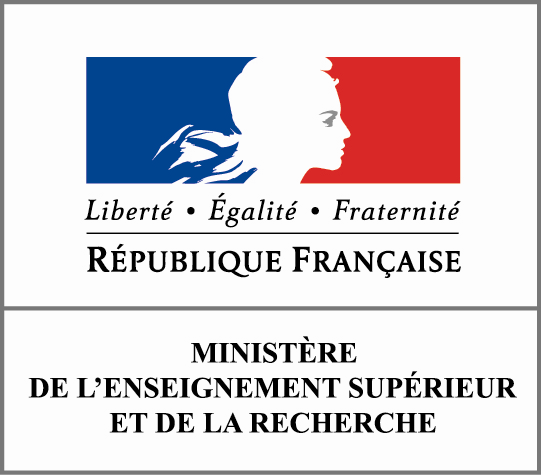 Liberté • Égalité • Fraternité
RÉPUBLIQUE FRANÇAISE
MINISTÈRE
DE L’ENSEIGNEMENT SUPÉRIEUR
ET DE LA RECHERCHE